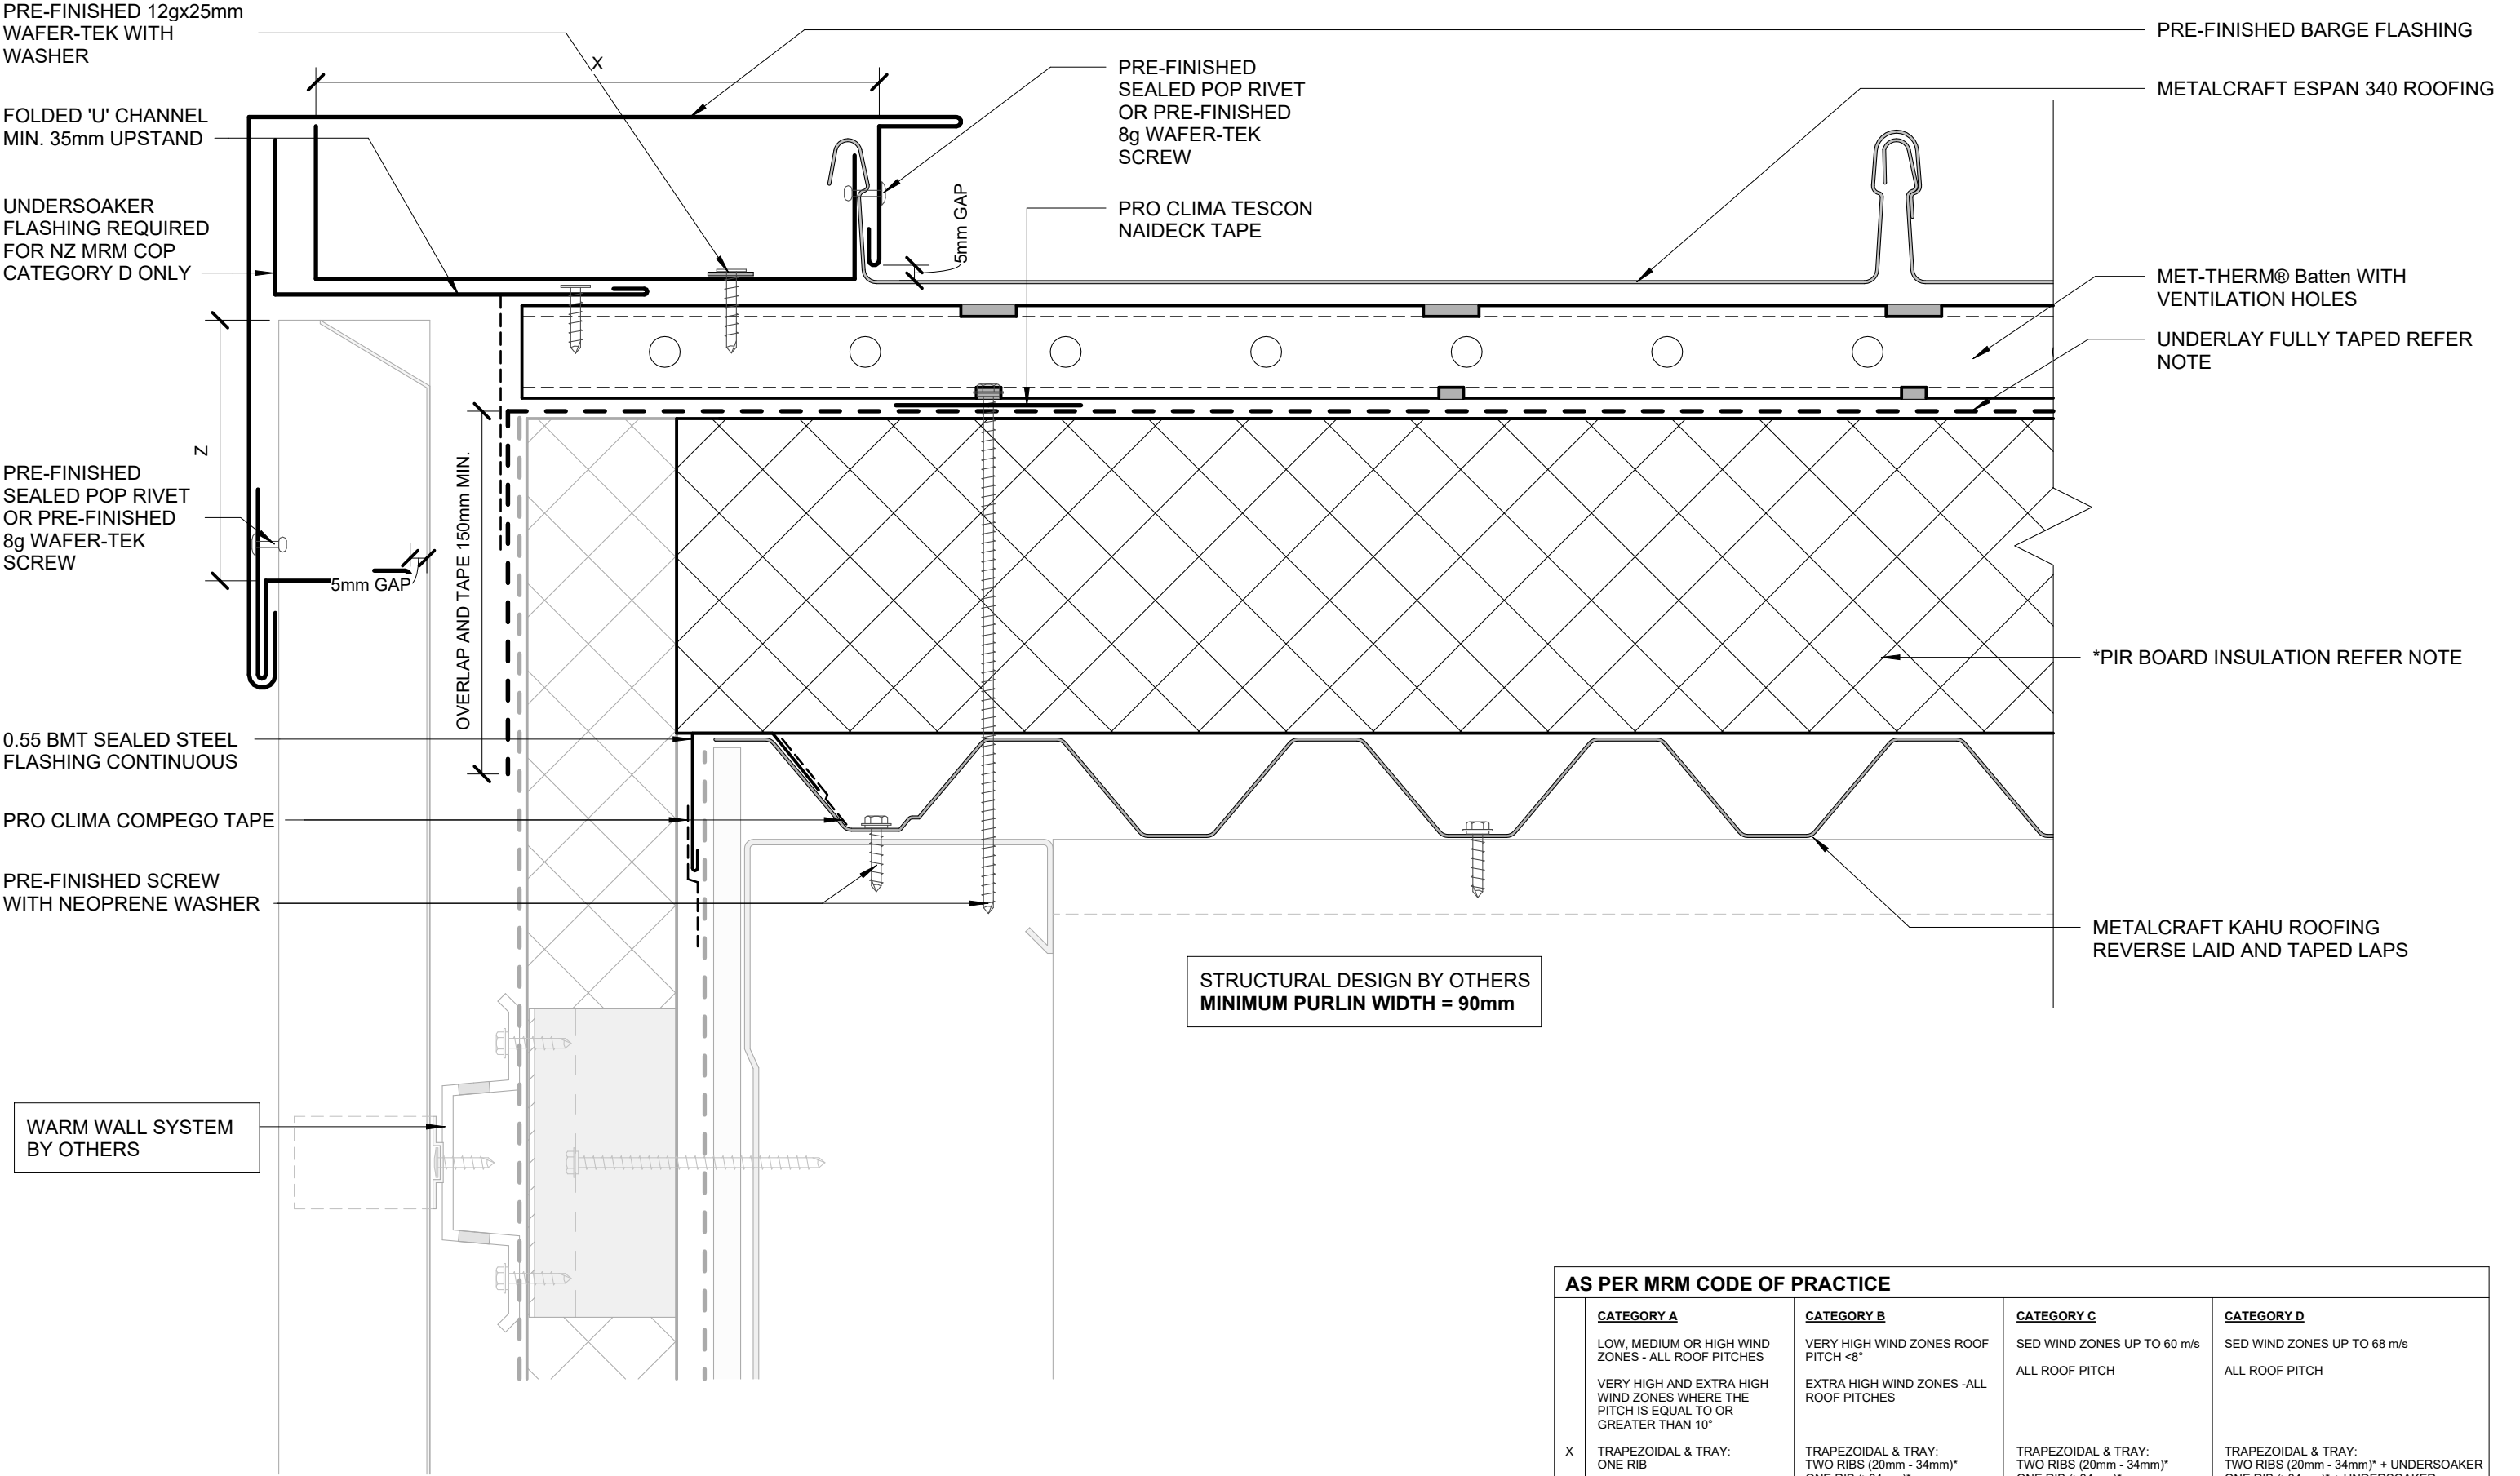 PRE-FINISHED 12gx25mm
WAFER-TEK WITH
WASHER
FOLDED 'U' CHANNEL
MIN. 35mm UPSTAND
UNDERSOAKER
FLASHING REQUIRED
FOR NZ MRM COP
CATEGORY D ONLY
PRE-FINISHED
SEALED POP RIVET
OR PRE-FINISHED
8g WAFER-TEK
SCREW
0.55 BMT SEALED STEEL
FLASHING CONTINUOUS
PRO CLIMA COMPEGO TAPE
PRE-FINISHED SCREW
WITH NEOPRENE WASHER
WARM WALL SYSTEM
BY OTHERS
X
Z
5mm GAP
OVERLAP AND TAPE 150mm MIN.
PRE-FINISHED
SEALED POP RIVET
OR PRE-FINISHED
8g WAFER-TEK
SCREW
5mm GAP
PRO CLIMA TESCON
NAIDECK TAPE
PRE-FINISHED BARGE FLASHING
METALCRAFT ESPAN 340 ROOFING
MET-THERM® Batten WITH
VENTILATION HOLES
UNDERLAY FULLY TAPED REFER
NOTE
*PIR BOARD INSULATION REFER NOTE
METALCRAFT KAHU ROOFING
REVERSE LAID AND TAPED LAPS
STRUCTURAL DESIGN BY OTHERS
MINIMUM PURLIN WIDTH = 90mm
AS PER MRM CODE OF PRACTICE
CATEGORY A
LOW, MEDIUM OR HIGH WIND
ZONES - ALL ROOF PITCHES
VERY HIGH AND EXTRA HIGH
WIND ZONES WHERE THE
PITCH IS EQUAL TO OR
GREATER THAN 10°
CATEGORY B
VERY HIGH WIND ZONES ROOF
PITCH <8°
EXTRA HIGH WIND ZONES -ALL
ROOF PITCHES
CATEGORY C
SED WIND ZONES UP TO 60 m/s
ALL ROOF PITCH
CATEGORY D
SED WIND ZONES UP TO 68 m/s
ALL ROOF PITCH
X
TRAPEZOIDAL & TRAY:
ONE RIB
TRAPEZOIDAL & TRAY:
TWO RIBS (20mm - 34mm)*
TRAPEZOIDAL & TRAY:
TWO RIBS (20mm - 34mm)*
TRAPEZOIDAL & TRAY:
TWO RIBS (20mm - 34mm)* + UNDERSOAKER